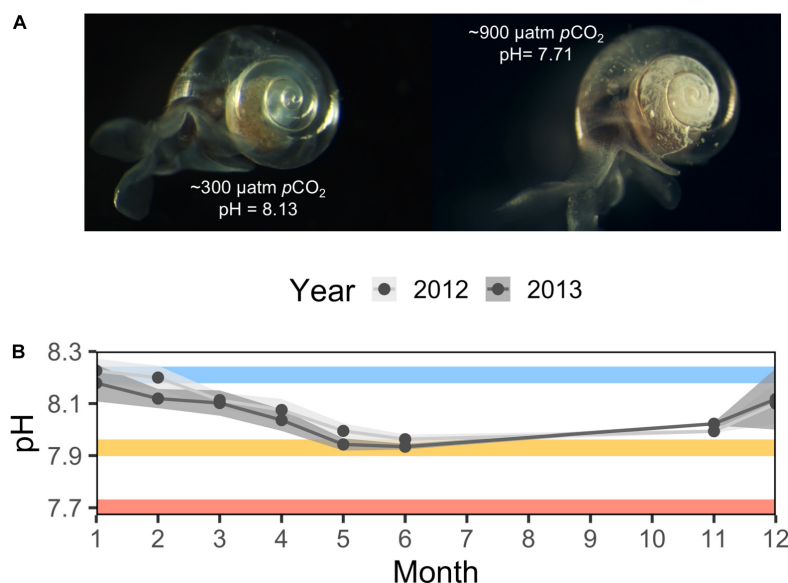 A
~300 µatm pCO₂
pH = 8.13
~900 µatm pCO₂
pH= 7.71
Year 2012 2013
B
8.3
8.1
7.9
7.7
pH
1 2 3 4 5 6 7 8 9 10 11 12
Month